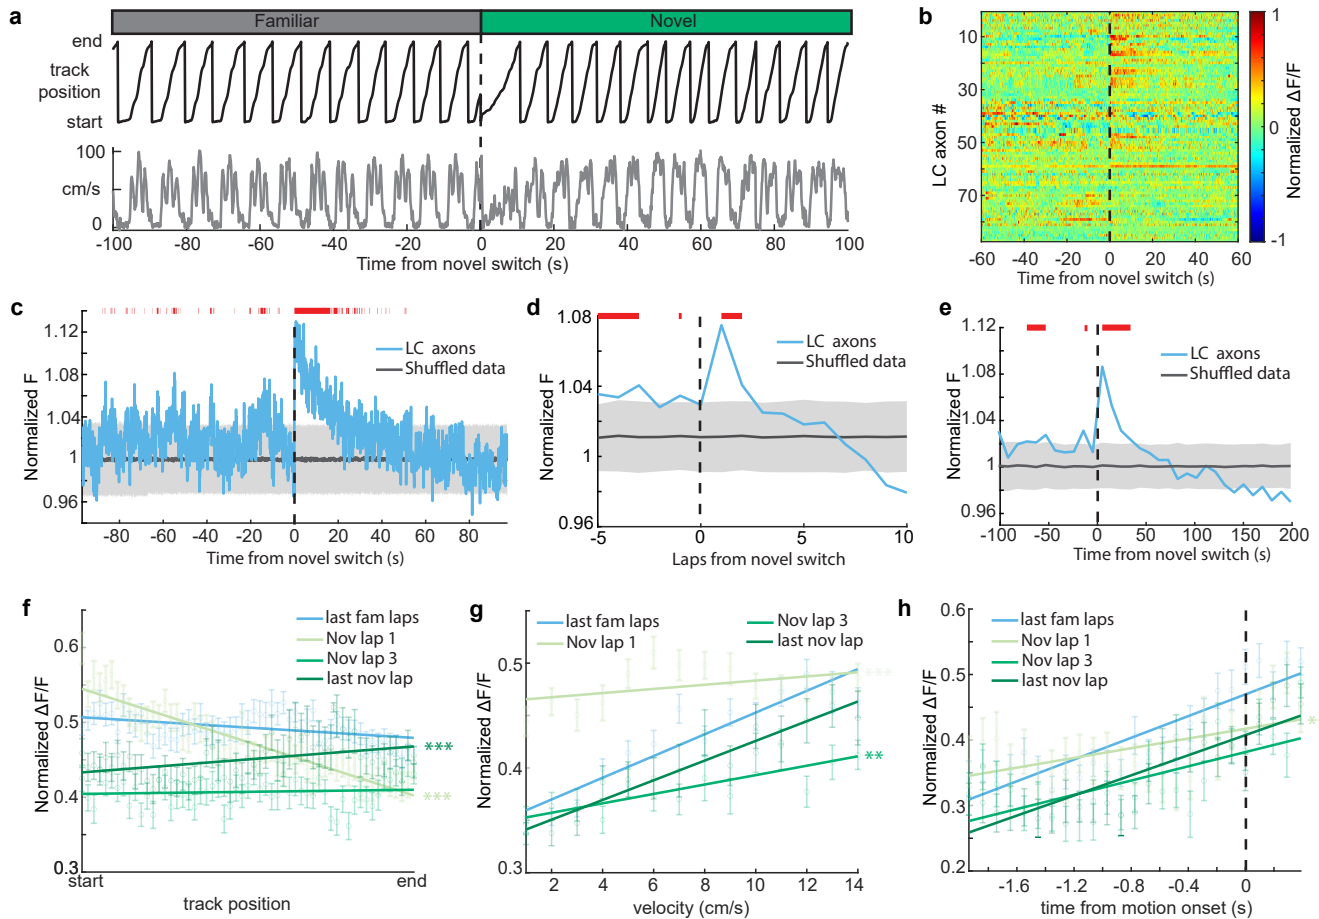 a
Familiar
Novel
end
track
position
start
100
cm/s
0
-100
-80
-60
-40
-20
0
20
40
60
80
100
Time from novel switch (s)
b
LC axon #
10
30
50
70
-60
-40
-20
0
20
40
60
Time from novel switch (s)
1
0
-1
Normalized ΔF/F
c
Normalized F
1.12
1.08
1.04
1
0.96
LC axons
Shuffled data
-80
-60
-40
-20
0
20
40
60
80
Time from novel switch (s)
d
Normalized F
1.08
1.04
1
0.96
LC axons
Shuffled data
-5
0
5
10
Laps from novel switch
e
Normalized F
1.12
1.08
1.04
1
0.96
LC axons
Shuffled data
-100
-50
0
50
100
150
200
Time from novel switch (s)
f
Normalized ΔF/F
0.6
0.5
0.4
0.3
last fam laps
Nov lap 1
Nov lap 3
last nov lap
***
***
start
end
track position
g
Normalized ΔF/F
0.5
0.4
0.3
last fam laps
Nov lap 1
Nov lap 3
last nov lap
***
**
2
4
6
8
10
12
14
velocity (cm/s)
h
Normalized ΔF/F
0.6
0.5
0.4
0.3
0.2
last fam laps
Nov lap 1
Nov lap 3
last nov lap
*
-1.6
-1.2
-0.8
-0.4
0
time from motion onset (s)